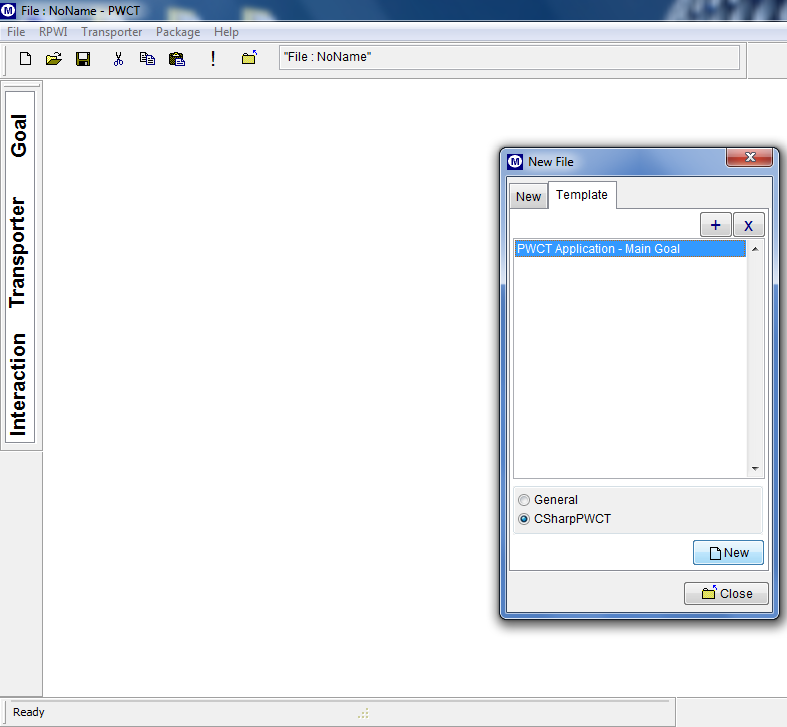 File : NoName - PWCT
File RPWI Transporter Package Help
"File : NoName"
Goal
Transporter
Interaction
New File
New Template
+ X
PWCT Application - Main Goal
General
CSharpPWCT
New
Close
Ready